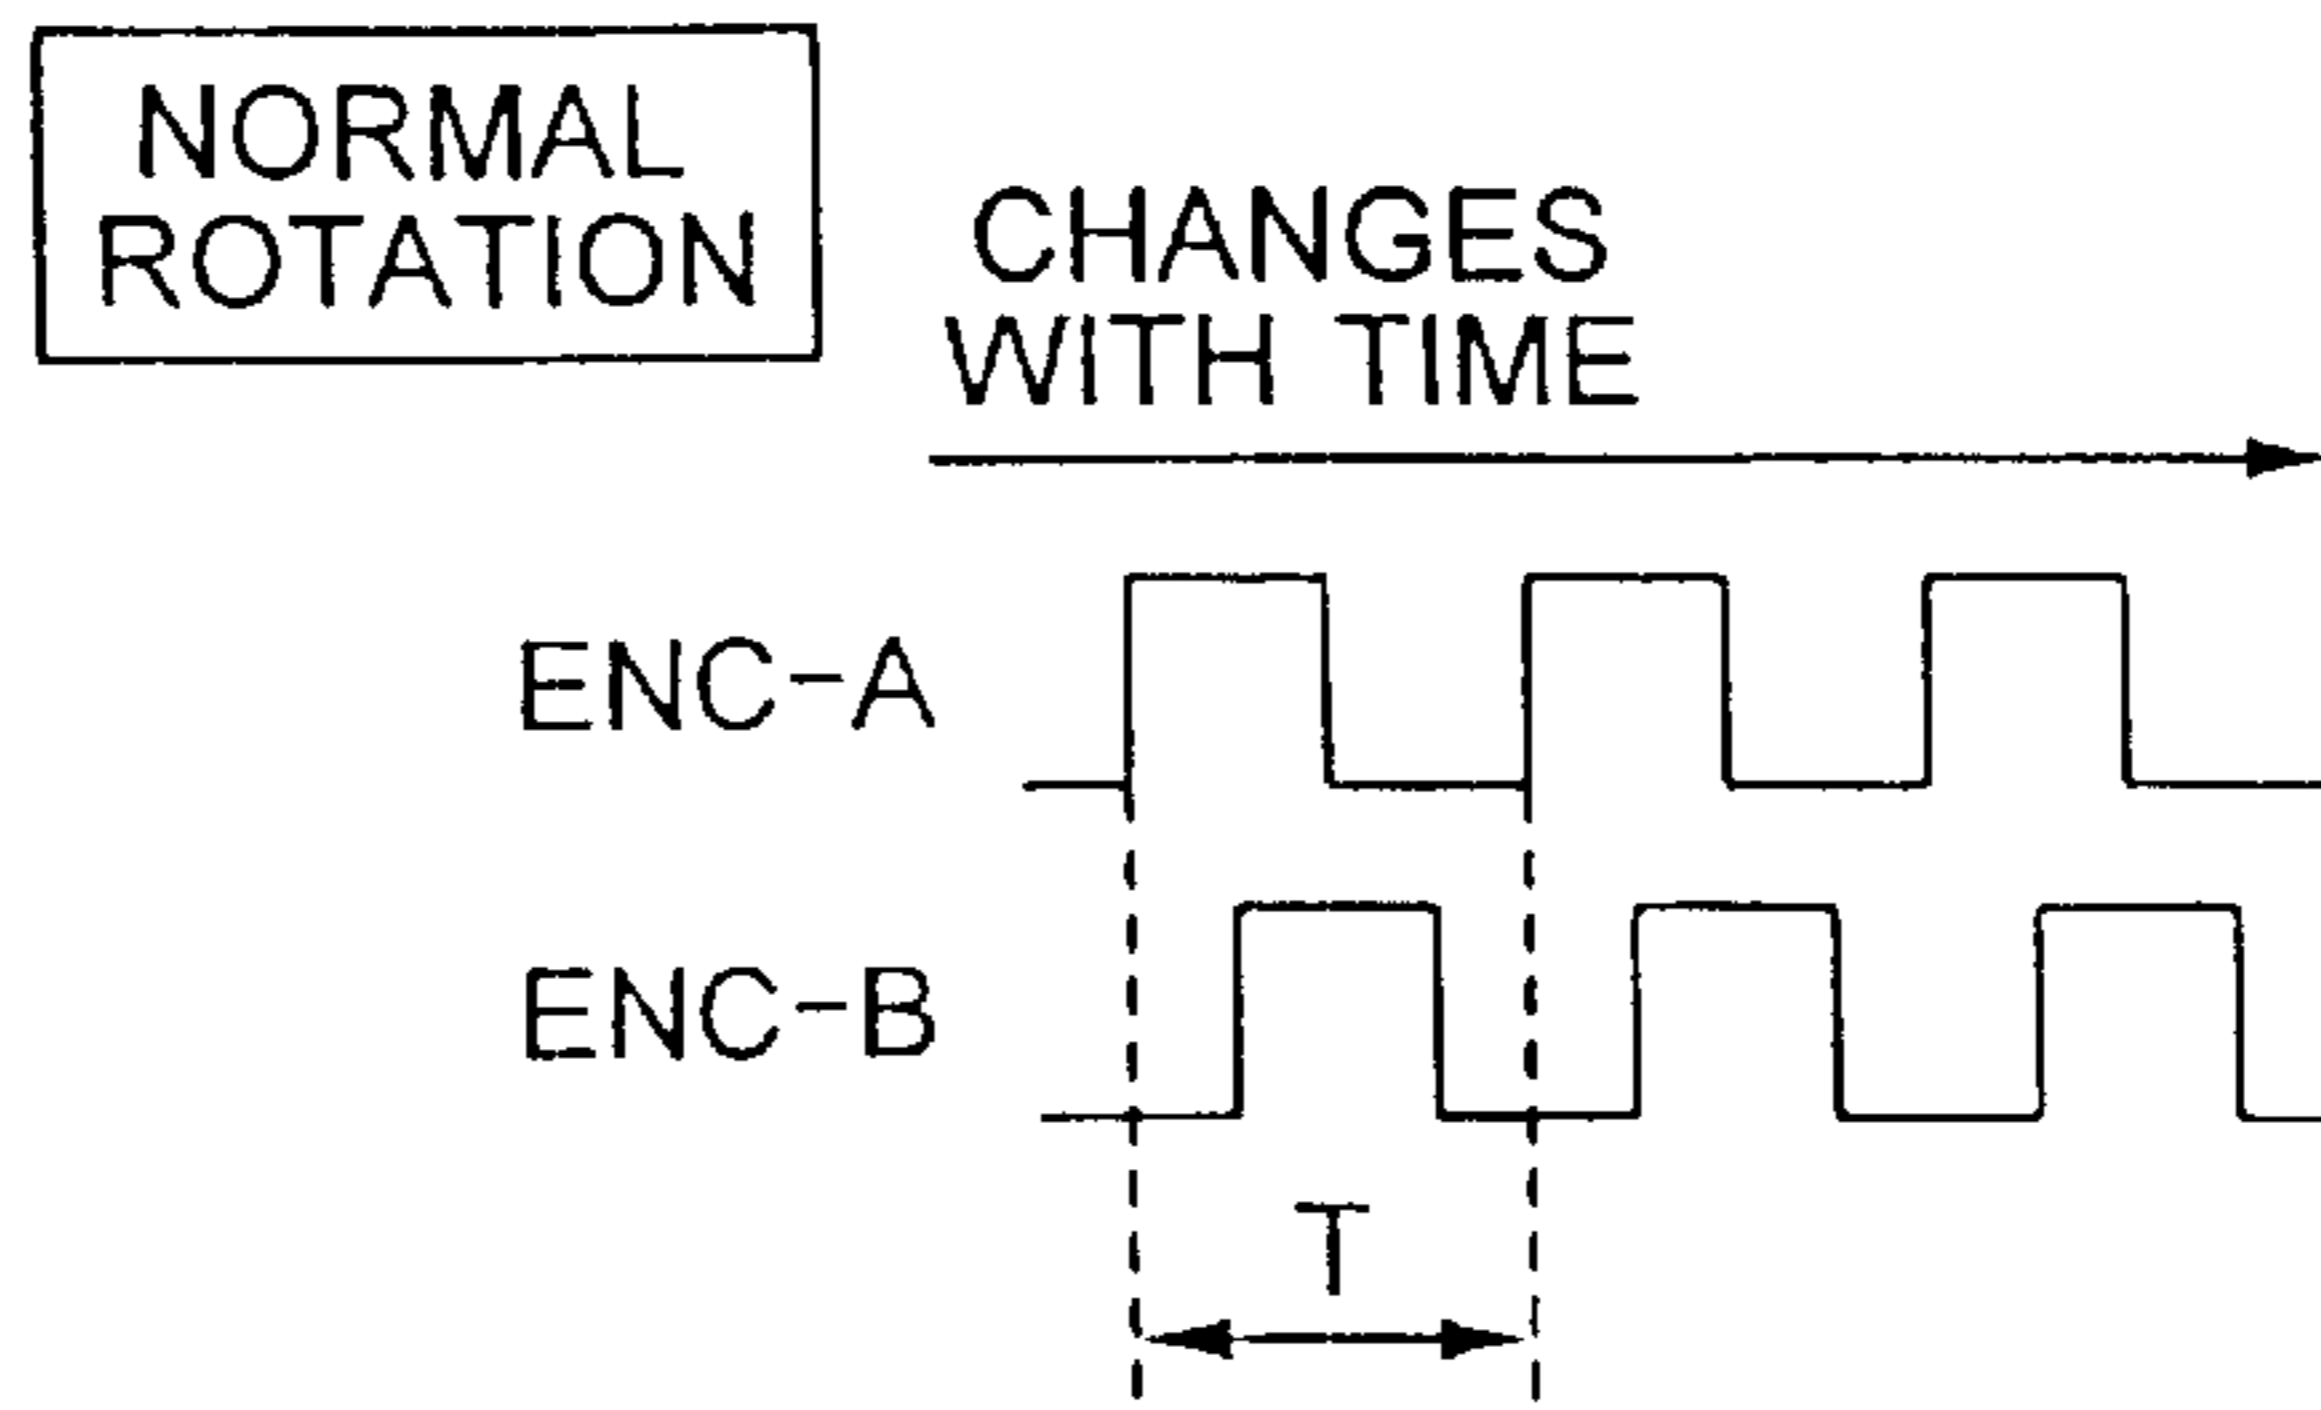 NORMAL
ROTATION
CHANGES
WITH TIME
ENC-A
ENC-B
T